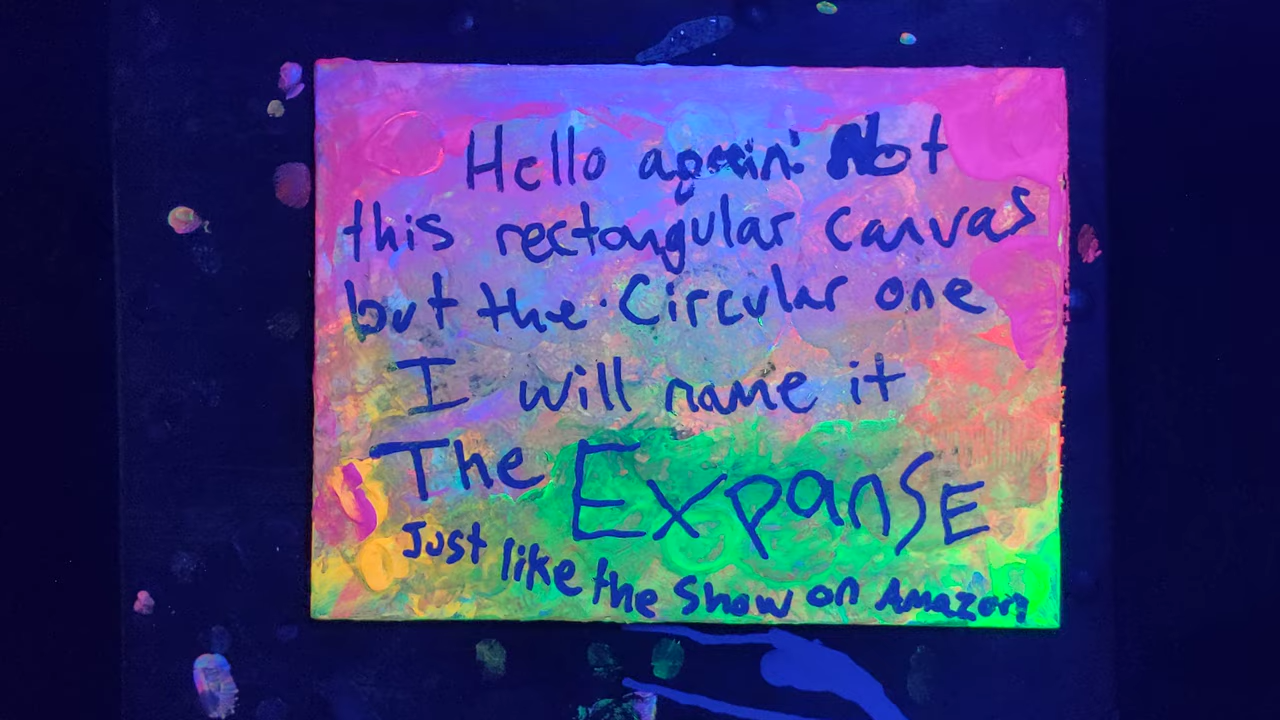 Hello again: Not
this rectangular canvas
but the Circular one
I will name it
The ExpanSE
Just like the Show on Amazon